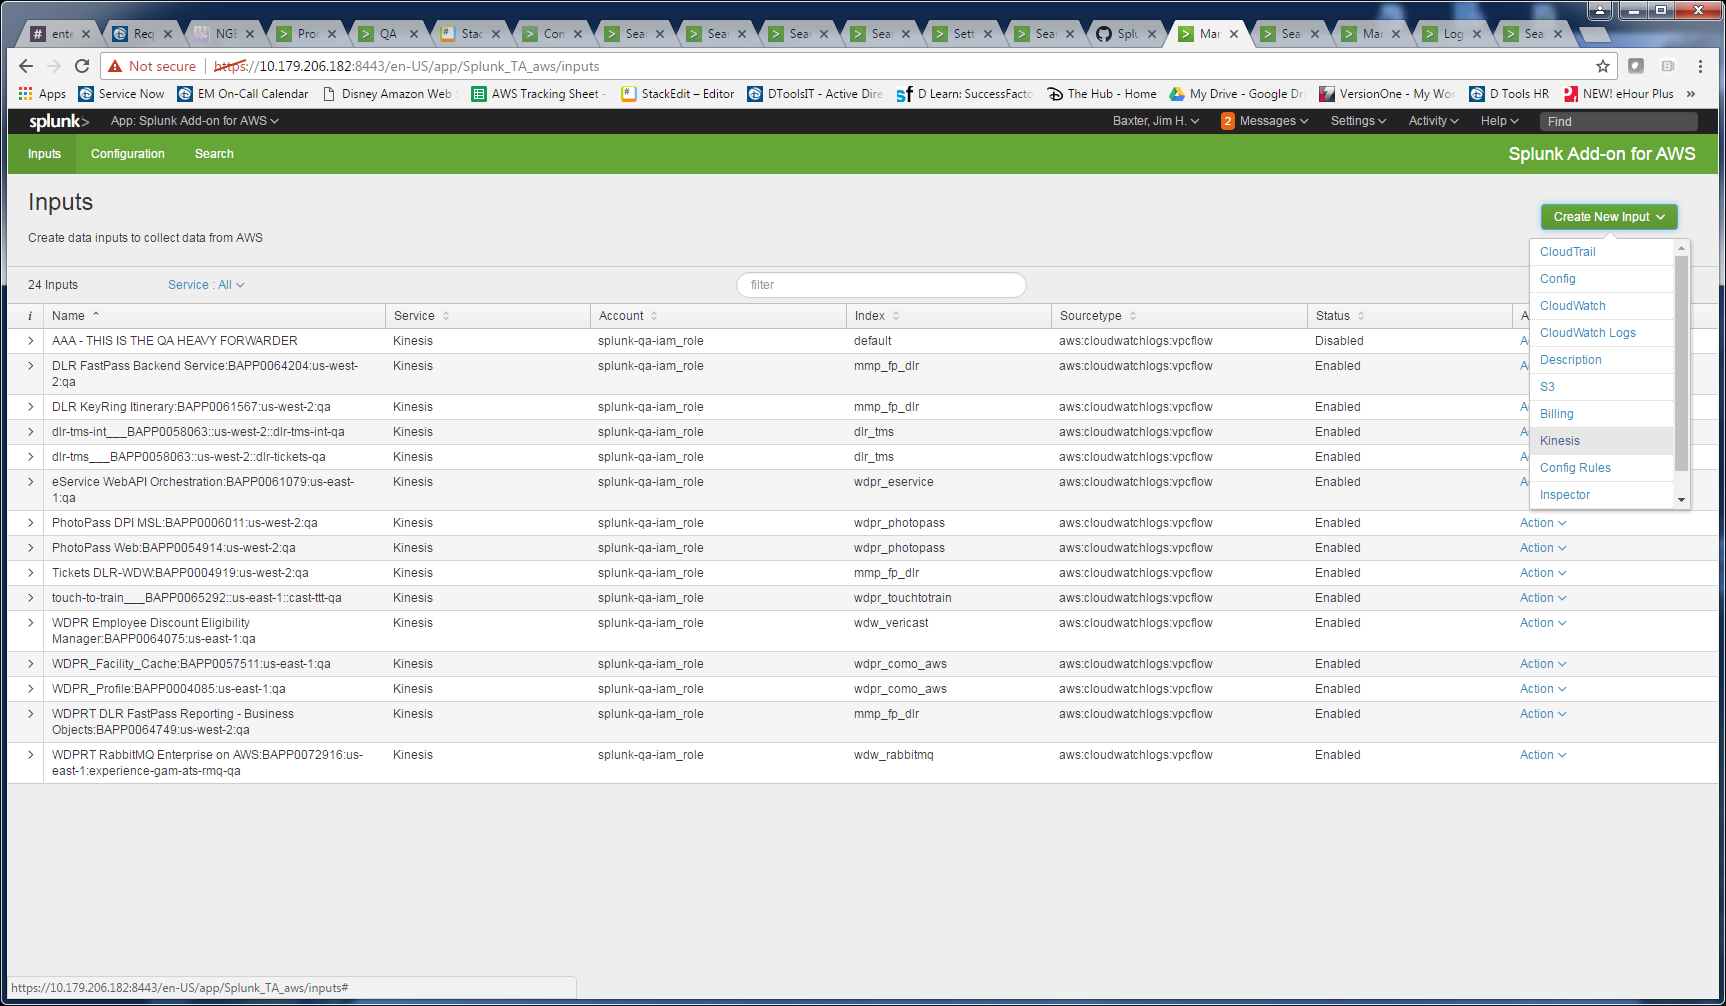 ente
Req
NGE
Proc
QA
Stac
Con
Sear
Sear
Sea
Sear
Sett
Sea
Splu
Mar
Sea
Mar
Log
Sea
Not secure https://10.179.206.182:8443/en-US/app/Splunk_TA_aws/inputs
Apps Service Now EM On-Call Calendar Disney Amazon Web AWS Tracking Sheet - StackEdit – Editor DToolsIT - Active Dire D Learn: SuccessFacto The Hub - Home My Drive - Google Dri VersionOne - My Wor D Tools HR NEW! eHour Plus »
splunk> App: Splunk Add-on for AWS Baxter, Jim H. 2 Messages Settings Activity Help Find
Inputs Configuration Search Splunk Add-on for AWS
Inputs
Create New Input
Create data inputs to collect data from AWS
CloudTrail
Config
CloudWatch
CloudWatch Logs
Description
S3
Billing
Kinesis
Config Rules
Inspector
24 Inputs Service : All filter
i Name Service Account Index Sourcetype Status A
AAA - THIS IS THE QA HEAVY FORWARDER Kinesis splunk-qa-iam_role default aws:cloudwatchlogs:vpcflow Disabled A
DLR FastPass Backend Service:BAPP0064204:us-west- Kinesis splunk-qa-iam_role mmp_fp_dlr aws:cloudwatchlogs:vpcflow Enabled A
2:qa
DLR KeyRing Itinerary:BAPP0061567:us-west-2:qa Kinesis splunk-qa-iam_role mmp_fp_dlr aws:cloudwatchlogs:vpcflow Enabled A
dlr-tms-int___BAPP0058063::us-west-2::dlr-tms-int-qa Kinesis splunk-qa-iam_role dlr_tms aws:cloudwatchlogs:vpcflow Enabled A
dlr-tms___BAPP0058063::us-west-2::dlr-tickets-qa Kinesis splunk-qa-iam_role dlr_tms aws:cloudwatchlogs:vpcflow Enabled A
eService WebAPI Orchestration:BAPP0061079:us-east- Kinesis splunk-qa-iam_role wdpr_eservice aws:cloudwatchlogs:vpcflow Enabled A
1:qa
PhotoPass DPI MSL:BAPP0006011:us-west-2:qa Kinesis splunk-qa-iam_role wdpr_photopass aws:cloudwatchlogs:vpcflow Enabled Action
PhotoPass Web:BAPP0054914:us-west-2:qa Kinesis splunk-qa-iam_role wdpr_photopass aws:cloudwatchlogs:vpcflow Enabled Action
Tickets DLR-WDW:BAPP0004919:us-west-2:qa Kinesis splunk-qa-iam_role mmp_fp_dlr aws:cloudwatchlogs:vpcflow Enabled Action
touch-to-train___BAPP0065292::us-east-1::cast-ttt-qa Kinesis splunk-qa-iam_role wdpr_touchtotrain aws:cloudwatchlogs:vpcflow Enabled Action
WDPR Employee Discount Eligibility Kinesis splunk-qa-iam_role wdw_vericast aws:cloudwatchlogs:vpcflow Enabled Action
Manager:BAPP0064075:us-east-1:qa
WDPR_Facility_Cache:BAPP0057511:us-east-1:qa Kinesis splunk-qa-iam_role wdpr_como_aws aws:cloudwatchlogs:vpcflow Enabled Action
WDPR_Profile:BAPP0004085:us-east-1:qa Kinesis splunk-qa-iam_role wdpr_como_aws aws:cloudwatchlogs:vpcflow Enabled Action
WDPRT DLR FastPass Reporting - Business Kinesis splunk-qa-iam_role mmp_fp_dlr aws:cloudwatchlogs:vpcflow Enabled Action
Objects:BAPP0064749:us-west-2:qa
WDPRT RabbitMQ Enterprise on AWS:BAPP0072916:us- Kinesis splunk-qa-iam_role wdw_rabbitmq aws:cloudwatchlogs:vpcflow Enabled Action
east-1:experience-gam-ats-rmq-qa
https://10.179.206.182:8443/en-US/app/Splunk_TA_aws/inputs#